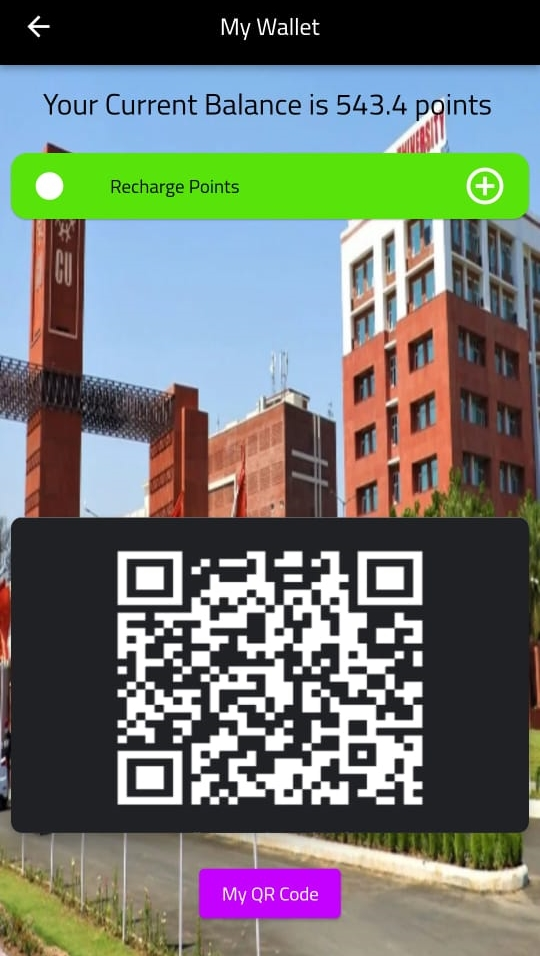 My Wallet
Your Current Balance is 543.4 points
UNIVERSITY
Recharge Points
CU
My QR Code